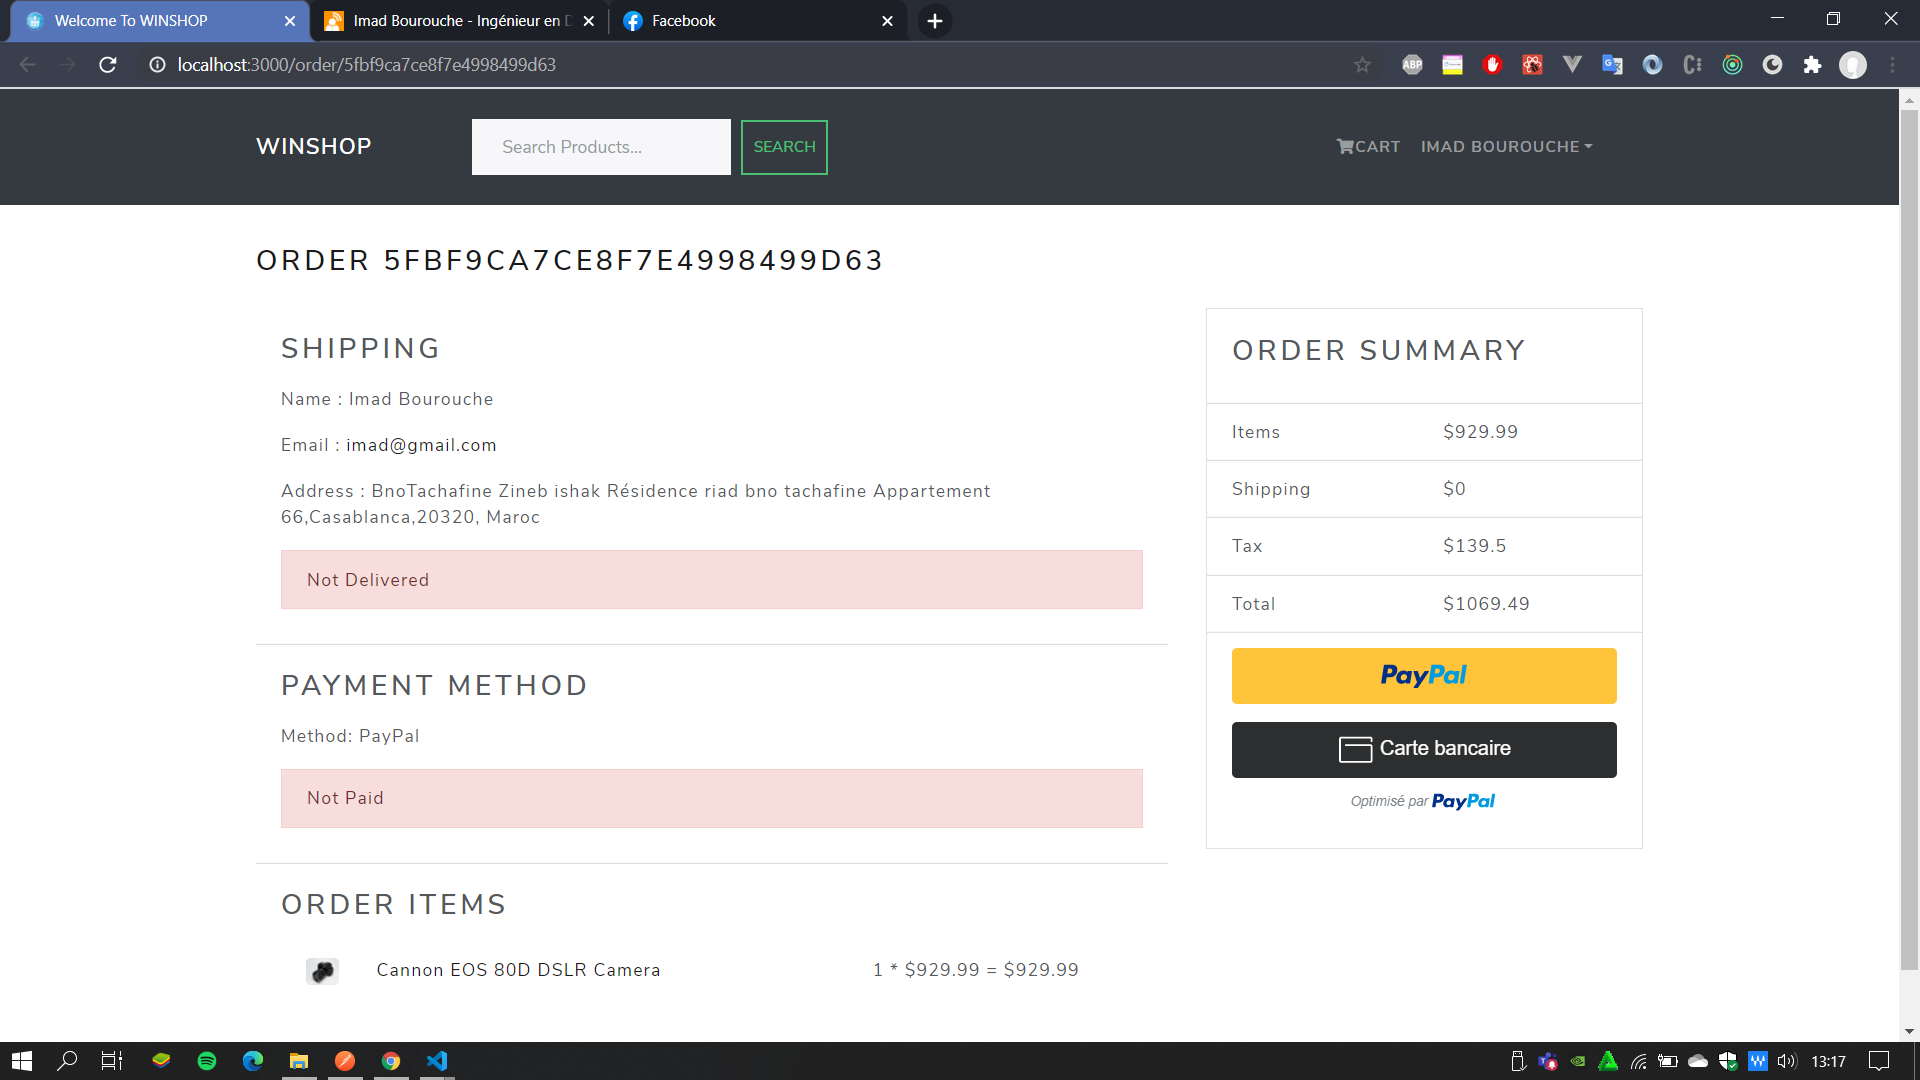 Welcome To WINSHOP
Imad Bourouche - Ingénieur en D
Facebook
localhost:3000/order/5fbf9ca7ce8f7e4998499d63
ABP
WINSHOP
Search Products...
SEARCH
CART
IMAD BOUROUCHE
ORDER 5FBF9CA7CE8F7E4998499D63
SHIPPING
Name : Imad Bourouche
Email : imad@gmail.com
Address : BnoTachafine Zineb ishak Résidence riad bno tachafine Appartement
66,Casablanca,20320, Maroc
Not Delivered
PAYMENT METHOD
Method: PayPal
Not Paid
ORDER ITEMS
Cannon EOS 80D DSLR Camera
1 * $929.99 = $929.99
ORDER SUMMARY
Items $929.99
Shipping $0
Tax $139.5
Total $1069.49
PayPal
Carte bancaire
Optimisé par PayPal
13:17